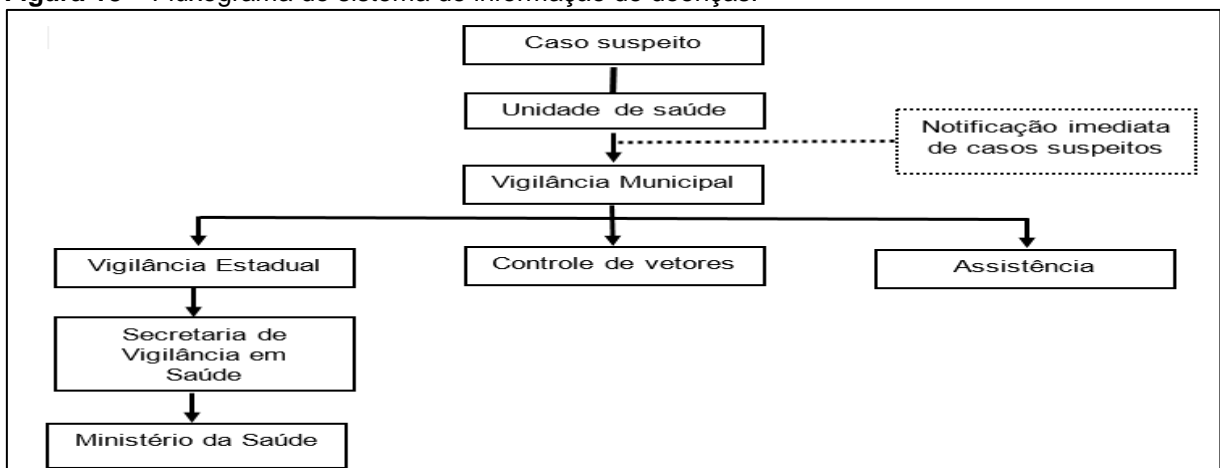 Caso suspeito
Unidade de saúde
Notificação imediata
de casos suspeitos
Vigilância Municipal
Vigilância Estadual
Controle de vetores
Assistência
Secretaria de
Vigilância em
Saúde
Ministério da Saúde